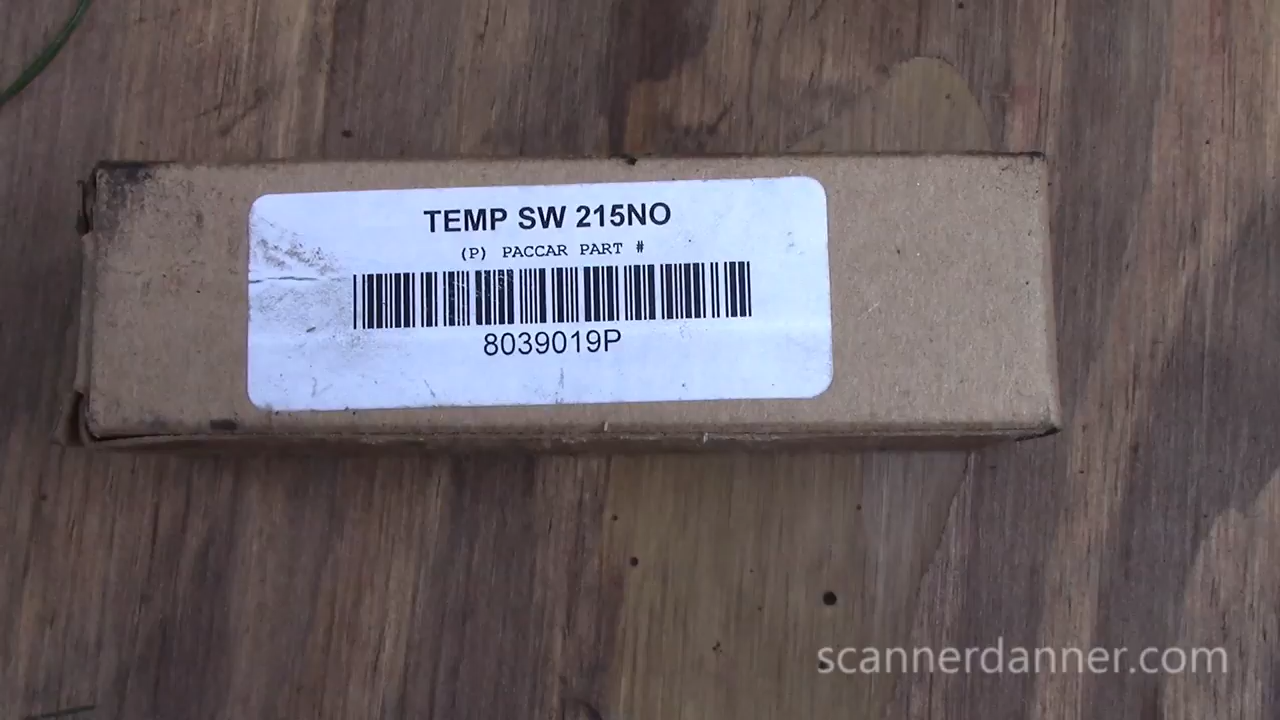 TEMP SW 215NO
(P) PACCAR PART #
8039019P
scannerdanner.com